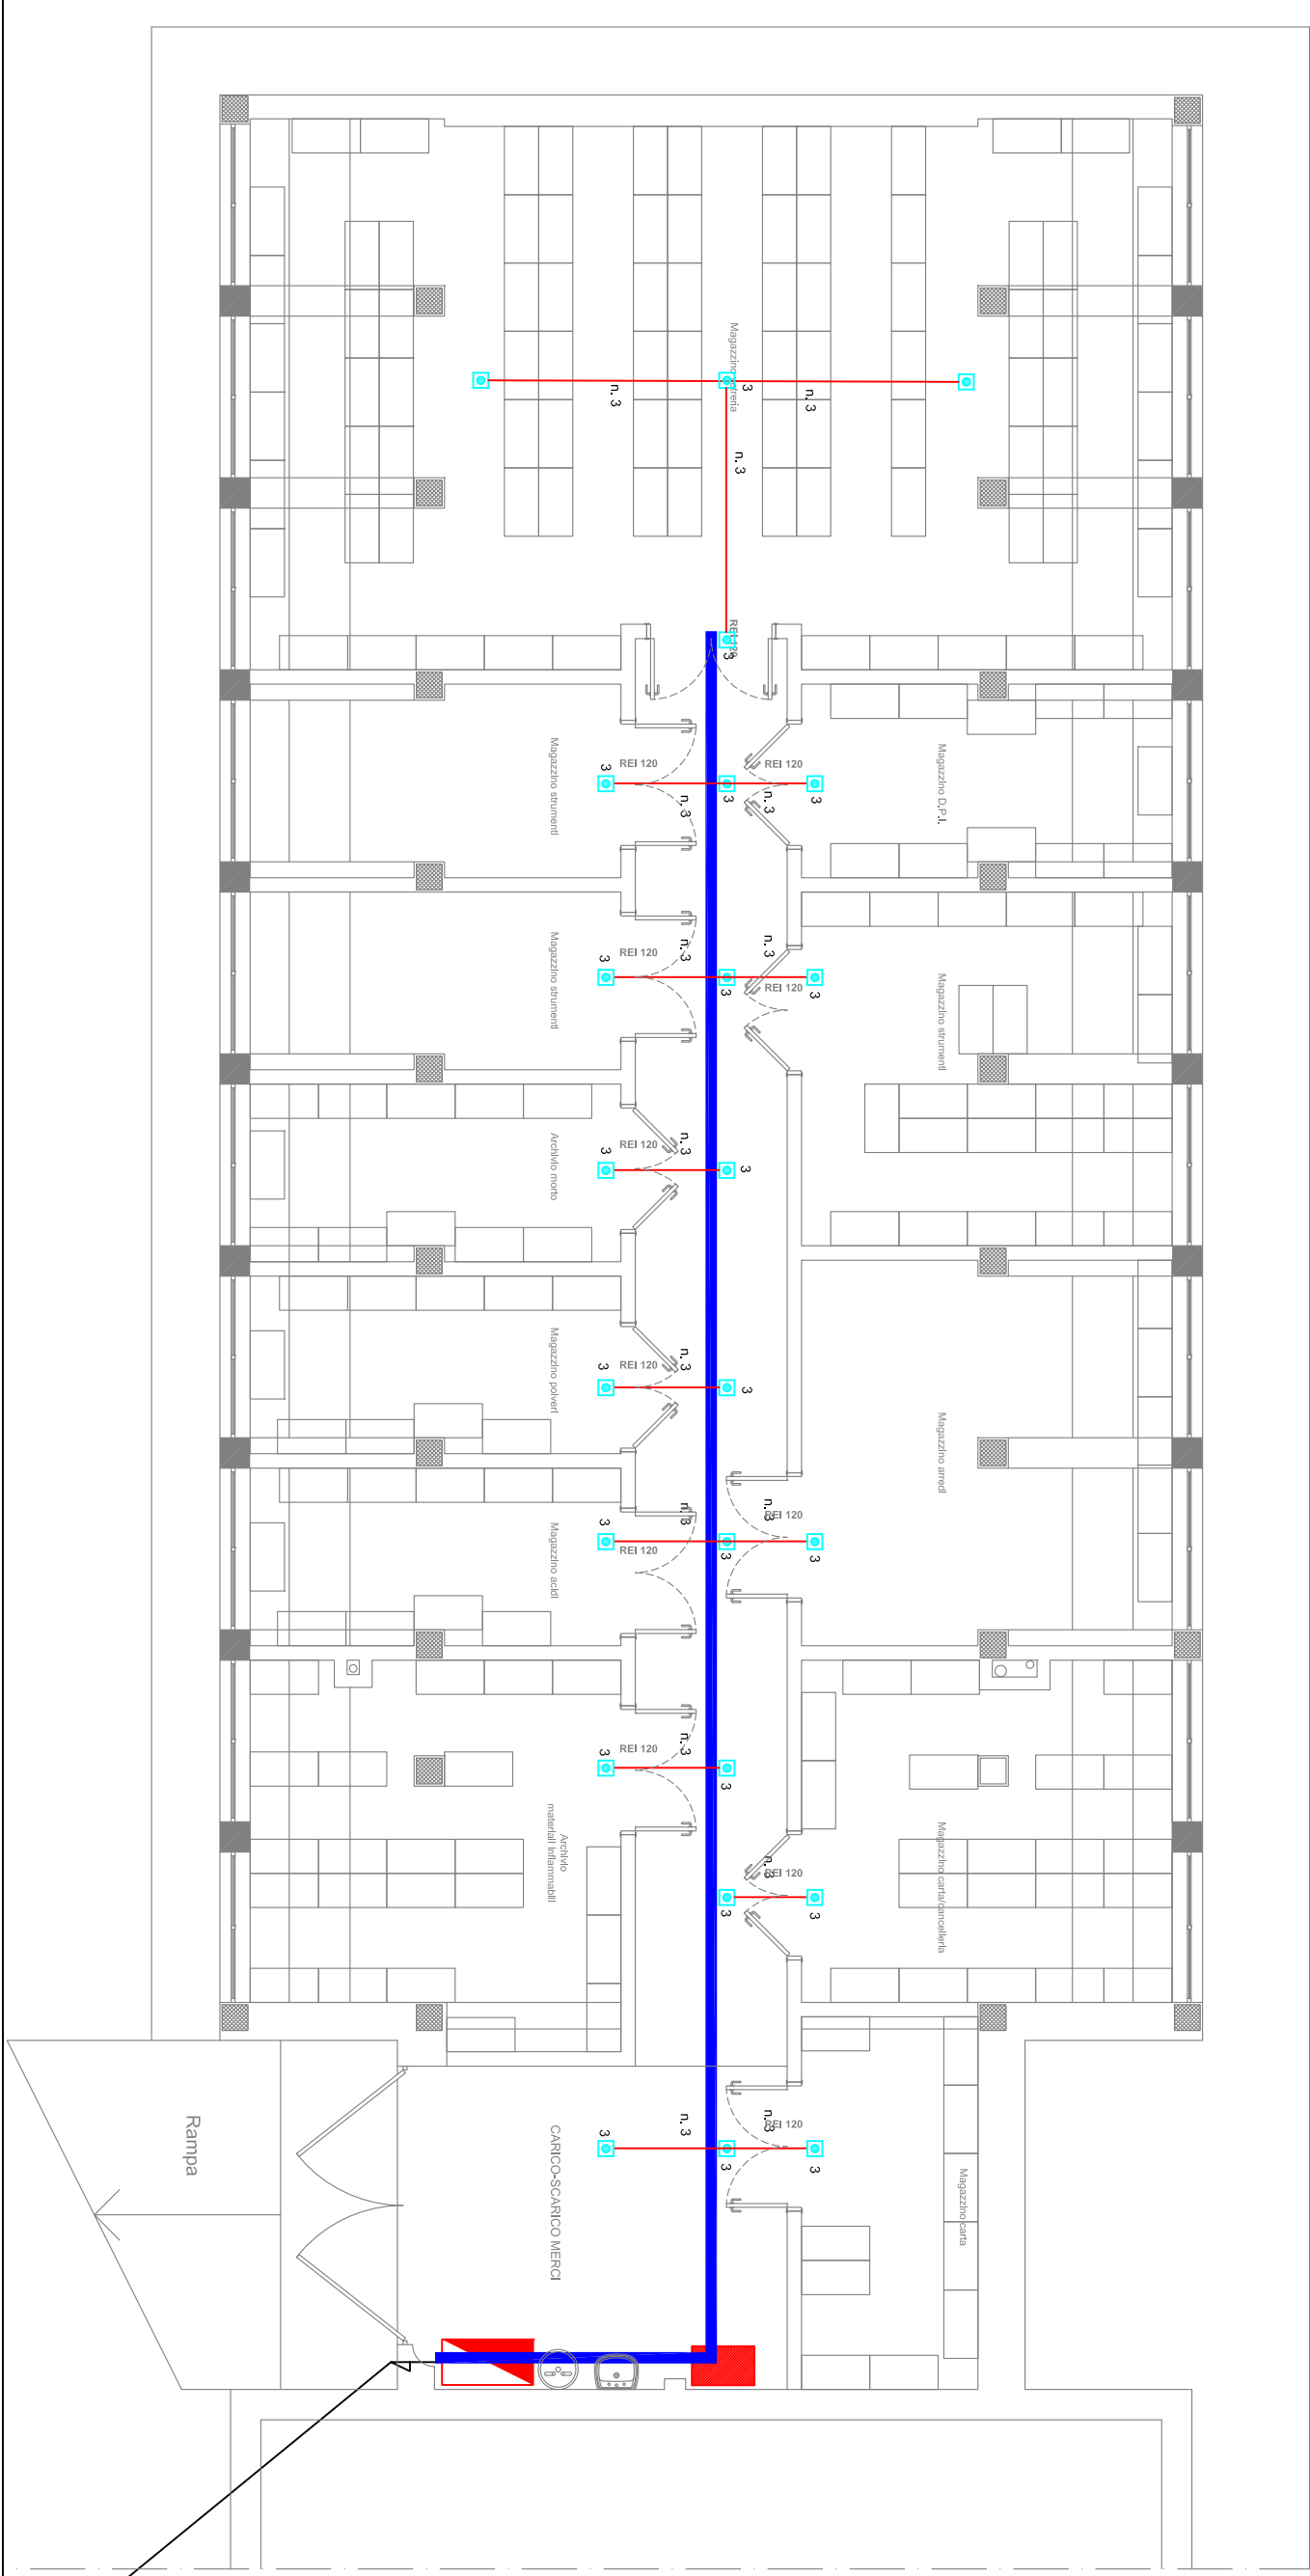 Magazzino vetreria
3
n. 3
n. 3
n. 3
REI 120
3
Magazzino strumenti
3
REI 120
n. 3
3
n. 3
REI 120
3
Magazzino D.P.I.
Magazzino strumenti
3
REI 120
n. 3
3
n. 3
REI 120
3
Magazzino strumenti
Archivio morto
3
REI 120
n. 3
3
Magazzino polveri
3
REI 120
n. 3
3
Magazzino arredi
Magazzino acidi
3
REI 120
n. 3
3
n. 3
REI 120
3
Archivio
materiali infiammabili
3
REI 120
n. 3
3
n. 3
REI 120
3
3
Magazzino carta/cancelleria
CARICO-SCARICO MERCI
3
n. 3
3
n. 3
REI 120
3
Magazzino carta
Rampa